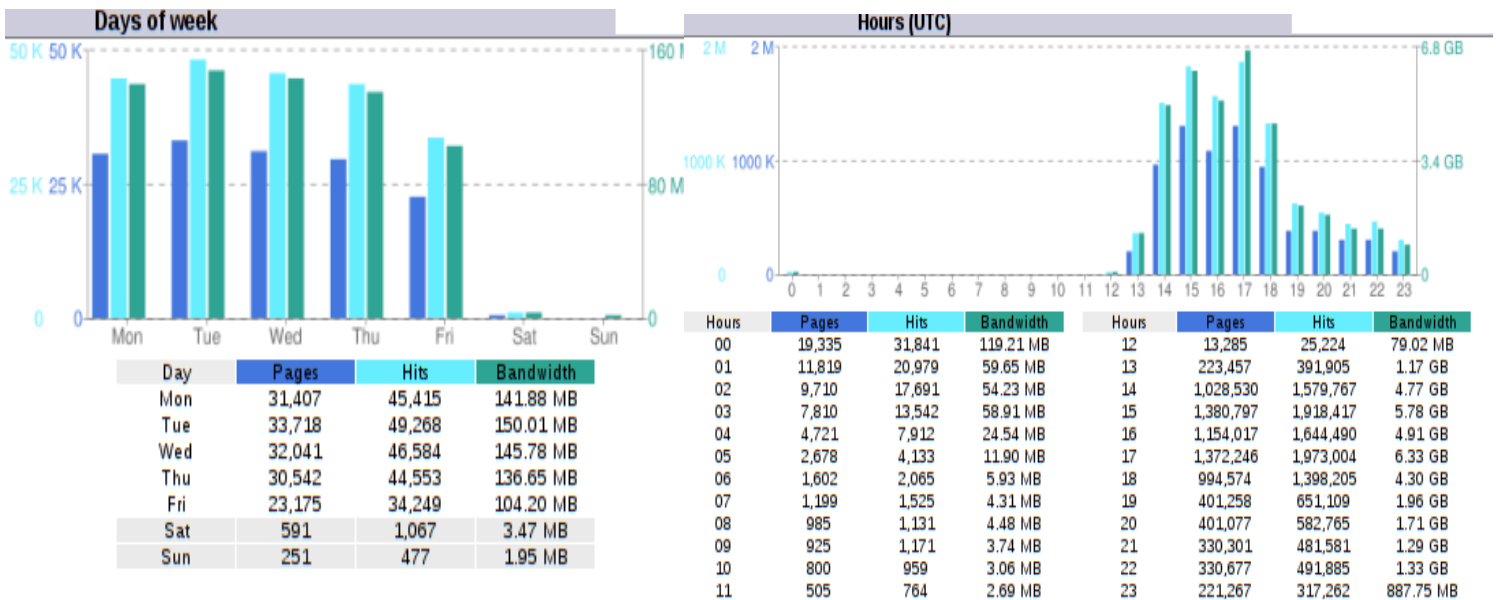 Days of week
50 K 50 K 160 M
25 K 25 K 80 M
0 0 0
Mon Tue Wed Thu Fri Sat Sun
Day Pages Hits Bandwidth
Mon 31,407 45,415 141.88 MB
Tue 33,718 49,268 150.01 MB
Wed 32,041 46,584 145.78 MB
Thu 30,542 44,553 136.65 MB
Fri 23,175 34,249 104.20 MB
Sat 591 1,067 3.47 MB
Sun 251 477 1.95 MB
Hours (UTC)
2 M 2 M 6.8 GB
1000 K 1000 K 3.4 GB
0 0 0
0 1 2 3 4 5 6 7 8 9 10 11 12 13 14 15 16 17 18 19 20 21 22 23
Hours Pages Hits Bandwidth Hours Pages Hits Bandwidth
00 19,335 31,841 119.21 MB 12 13,285 25,224 79.02 MB
01 11,819 20,979 59.65 MB 13 223,457 391,905 1.17 GB
02 9,710 17,691 54.23 MB 14 1,028,530 1,579,767 4.77 GB
03 7,810 13,542 58.91 MB 15 1,380,797 1,918,417 5.78 GB
04 4,721 7,912 24.54 MB 16 1,154,017 1,644,490 4.91 GB
05 2,678 4,133 11.90 MB 17 1,372,246 1,973,004 6.33 GB
06 1,602 2,065 5.93 MB 18 994,574 1,398,205 4.30 GB
07 1,199 1,525 4.31 MB 19 401,258 651,109 1.96 GB
08 985 1,131 4.48 MB 20 401,077 582,765 1.71 GB
09 925 1,171 3.74 MB 21 330,301 481,581 1.29 GB
10 800 959 3.06 MB 22 330,677 491,885 1.33 GB
11 505 764 2.69 MB 23 221,267 317,262 887.75 MB